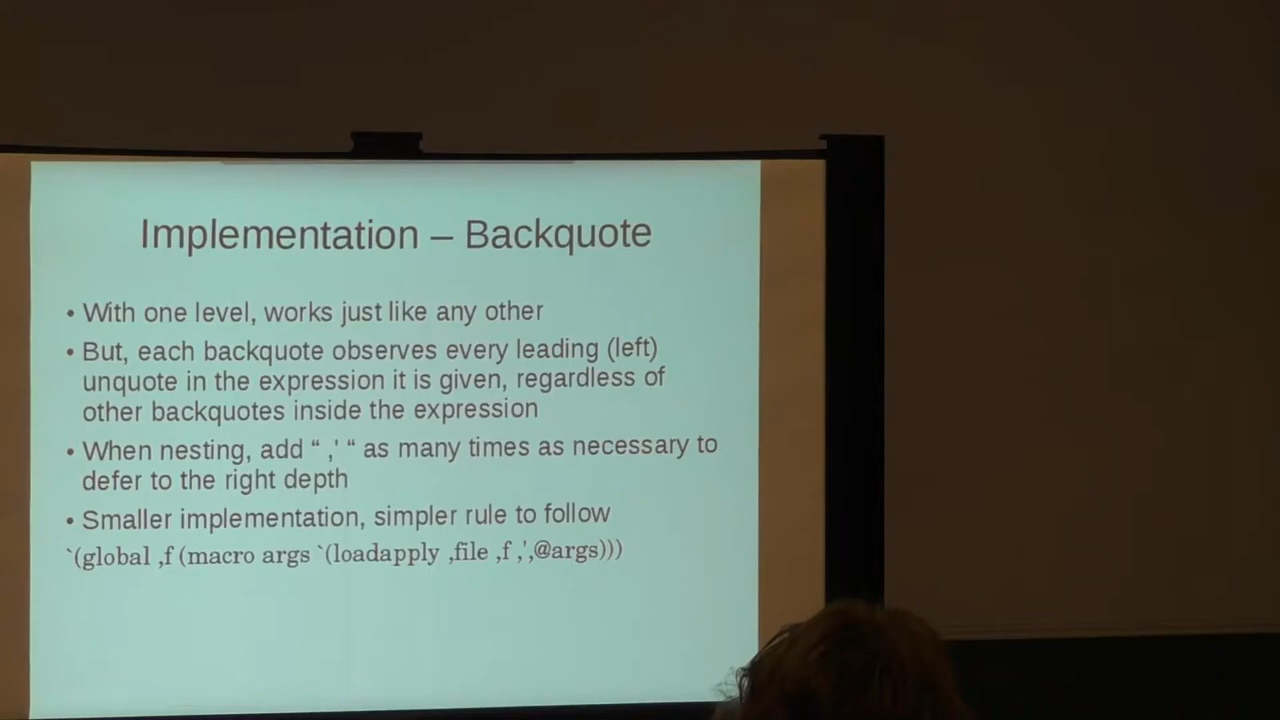 Implementation – Backquote
• With one level, works just like any other
• But, each backquote observes every leading (left)
unquote in the expression it is given, regardless of
other backquotes inside the expression
• When nesting, add “ ,' “ as many times as necessary to
defer to the right depth
• Smaller implementation, simpler rule to follow
`(global ,f (macro args `(loadapply ,file ,f ,',@args)))